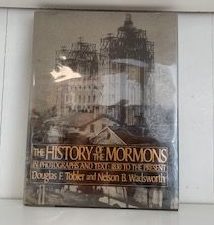 THE HISTORY OF THE MORMONS
IN PHOTOGRAPHS AND TEXT: 1830 TO THE PRESENT
Douglas F. Tobler and Nelson B. Wadsworth